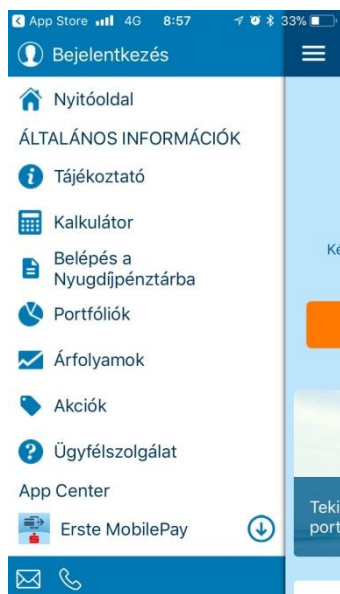 App Store 4G 8:57 33%
Bejelentkezés
Nyitóoldal
ÁLTALÁNOS INFORMÁCIÓK
Tájékoztató
Kalkulátor
Belépés a
Nyugdíjpénztárba
Portfóliók
Árfolyamok
Akciók
Ügyfélszolgálat
App Center
Erste MobilePay
Ké
Teki
port